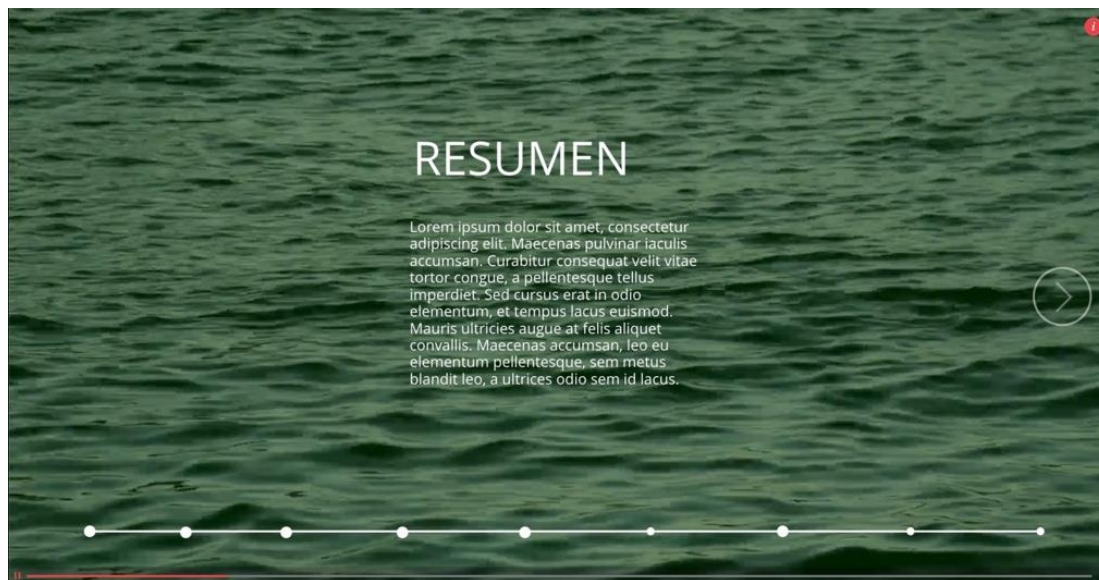 i
RESUMEN
Lorem ipsum dolor sit amet, consectetur
adipiscing elit. Maecenas pulvinar iaculis
accumsan. Curabitur consequat velit vitae
tortor congue, a pellentesque tellus
imperdiet. Sed cursus erat in odio
elementum, et tempus lacus euismod.
Mauris ultricies augue at felis aliquet
convallis. Maecenas accumsan, leo eu
elementum pellentesque, sem metus
blandit leo, a ultrices odio sem id lacus.